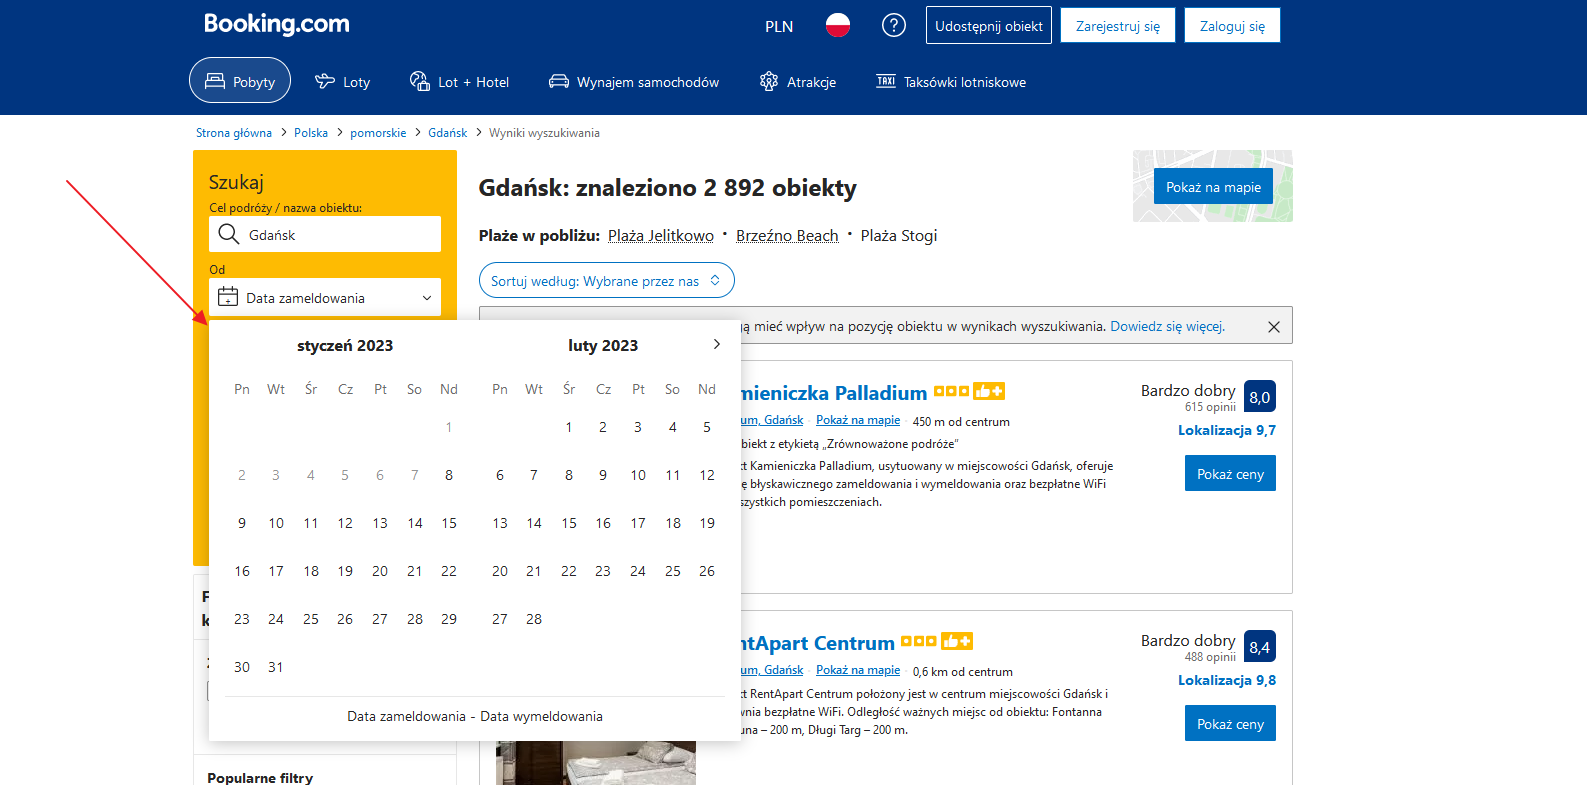 Booking.com
PLN
Udostępnij obiekt
Zarejestruj się
Zaloguj się
Pobyty
Loty
Lot + Hotel
Wynajem samochodów
Atrakcje
TAXI Taksówki lotniskowe
Strona główna > Polska > pomorskie > Gdańsk > Wyniki wyszukiwania
Szukaj
Cel podróży / nazwa obiektu:
Gdańsk
Od
Data zameldowania
styczeń 2023
Pn Wt Śr Cz Pt So Nd
1
2 3 4 5 6 7 8
9 10 11 12 13 14 15
16 17 18 19 20 21 22
23 24 25 26 27 28 29
30 31
luty 2023
Pn Wt Śr Cz Pt So Nd
1 2 3 4 5
6 7 8 9 10 11 12
13 14 15 16 17 18 19
20 21 22 23 24 25 26
27 28
Data zameldowania - Data wymeldowania
Popularne filtry
Gdańsk: znaleziono 2 892 obiekty
Pokaż na mapie
Plaże w pobliżu: Plaża Jelitkowo • Brzeźno Beach • Plaża Stogi
Sortuj według: Wybrane przez nas
mieć wpływ na pozycję obiektu w wynikach wyszukiwania. Dowiedz się więcej.
mieniczka Palladium
um, Gdańsk · Pokaż na mapie · 450 m od centrum
biekt z etykietą „Zrównoważone podróże”
kt Kamieniczka Palladium, usytuowany w miejscowości Gdańsk, oferuje
ę błyskawicznego zameldowania i wymeldowania oraz bezpłatne WiFi
szystkich pomieszczeniach.
Bardzo dobry 8,0
615 opinii
Lokalizacja 9,7
Pokaż ceny
ntApart Centrum
um, Gdańsk · Pokaż na mapie · 0,6 km od centrum
kt RentApart Centrum położony jest w centrum miejscowości Gdańsk i
wnia bezpłatne WiFi. Odległość ważnych miejsc od obiektu: Fontanna
una – 200 m, Długi Targ – 200 m.
Bardzo dobry 8,4
488 opinii
Lokalizacja 9,8
Pokaż ceny